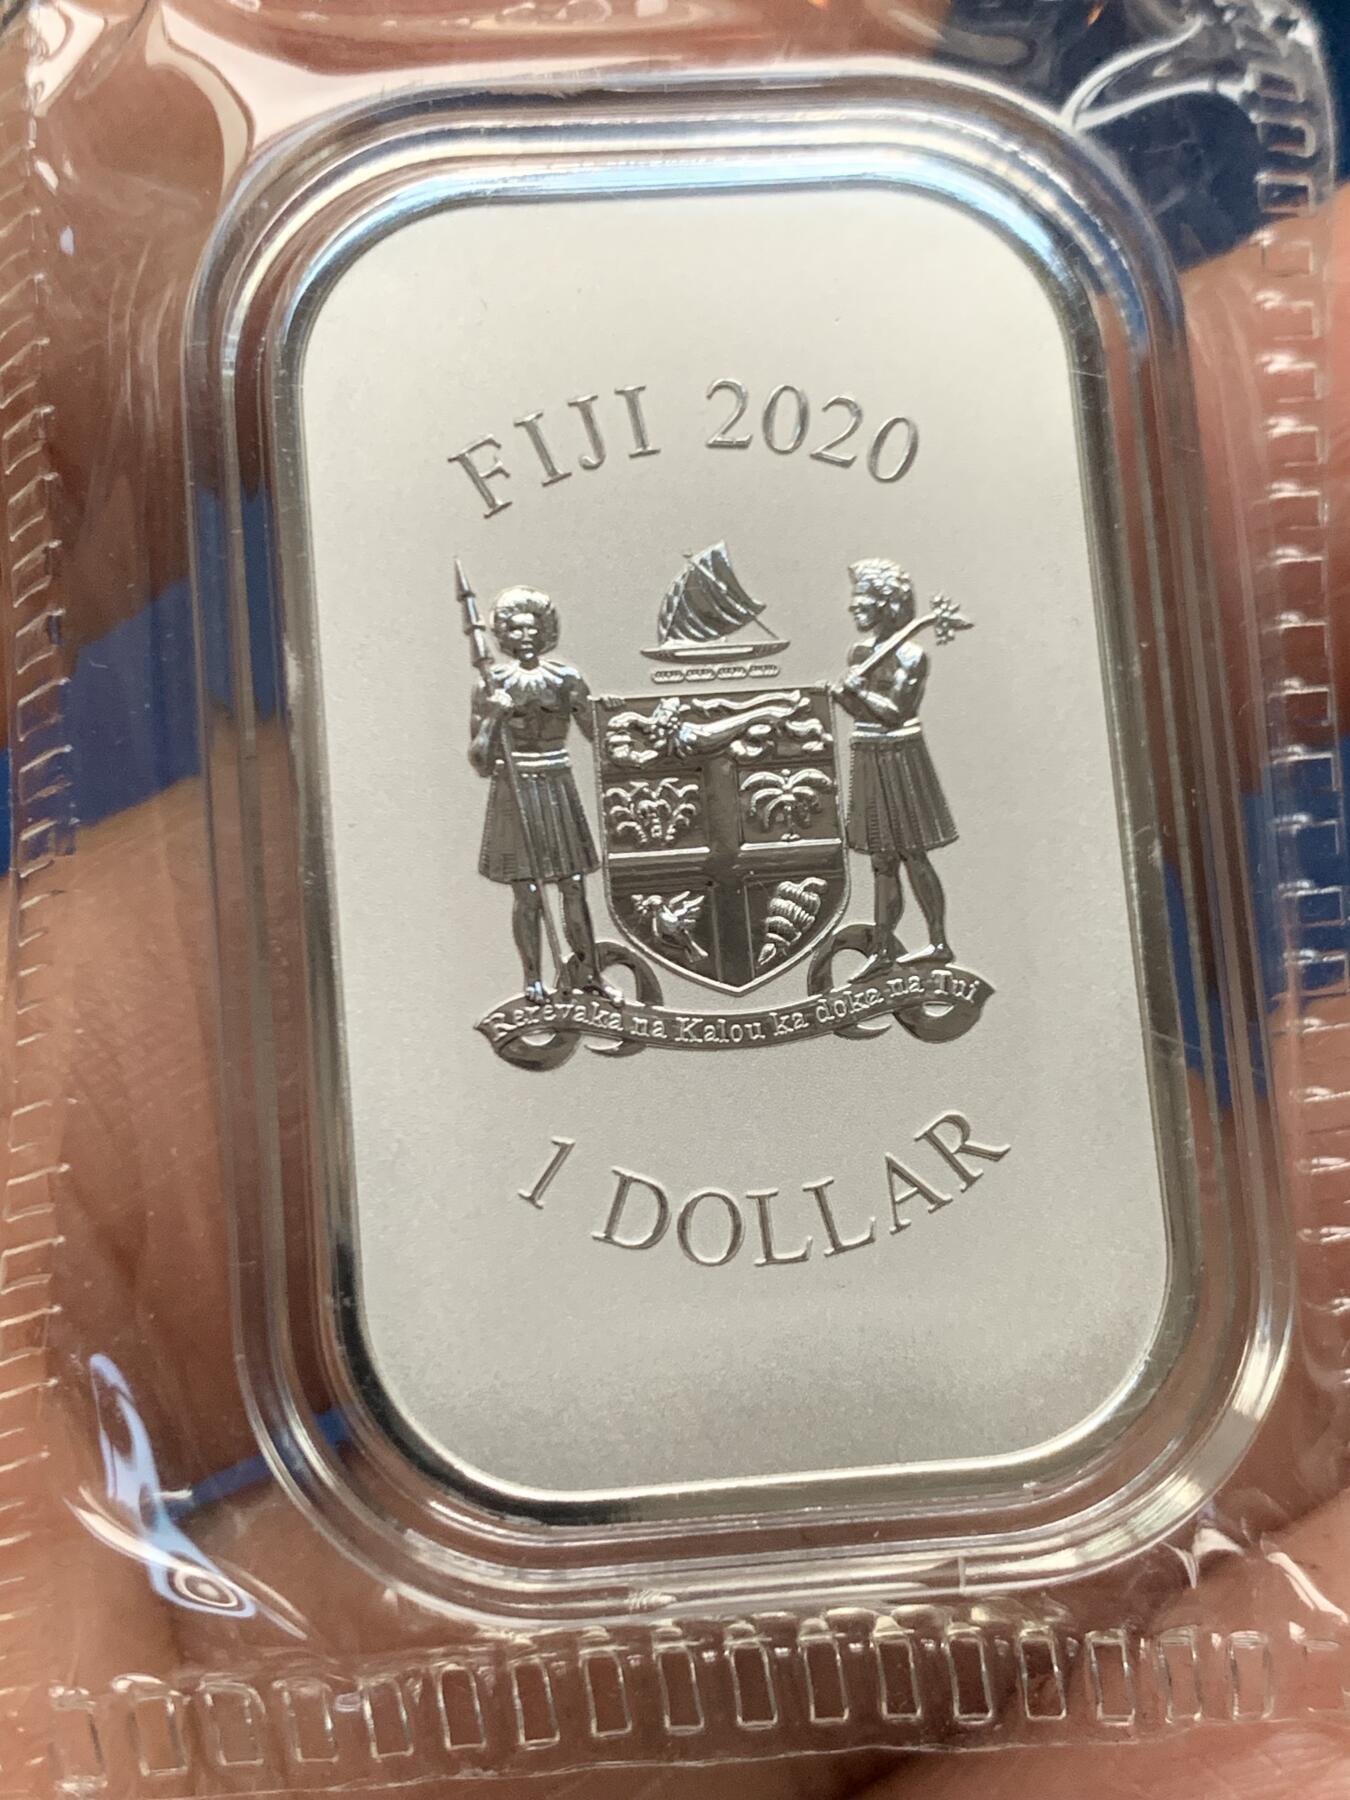 FIJI 2020
Rerevaka na Kalou ka doka na Tui
1 DOLLAR